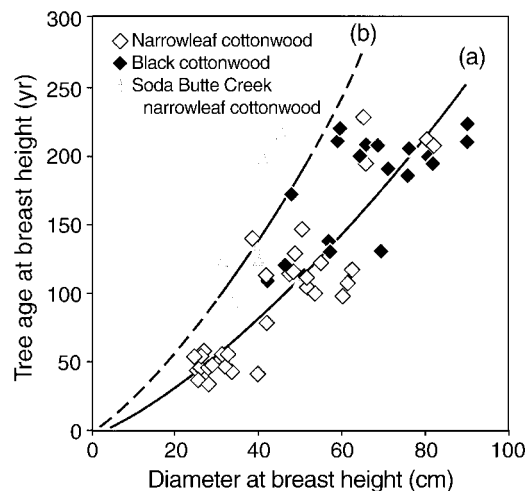 300
250
200
150
100
50
0
Tree age at breast height (yr)
Narrowleaf cottonwood
Black cottonwood
Soda Butte Creek
narrowleaf cottonwood
(b)
(a)
0 20 40 60 80 100
Diameter at breast height (cm)